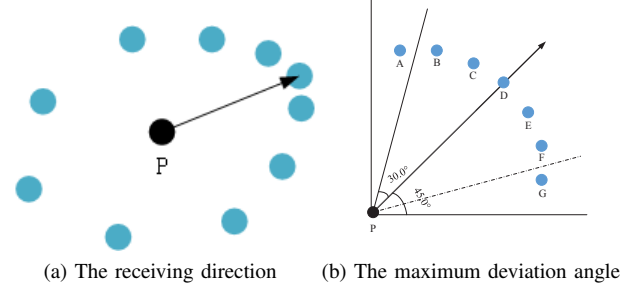 P
(a) The receiving direction
A
B
C
D
E
F
G
30.0°
45.0°
P
(b) The maximum deviation angle